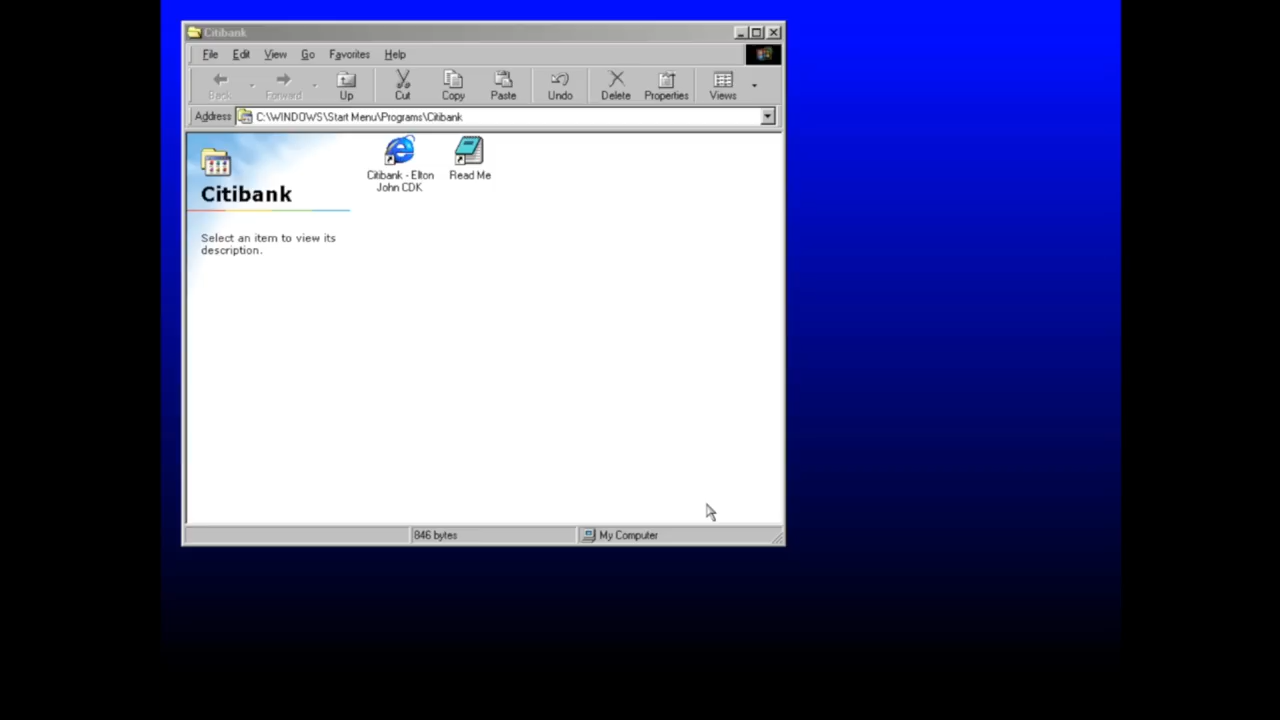 Citibank
File Edit View Go Favorites Help
Back Forward Up Cut Copy Paste Undo Delete Properties Views
Address C:\WINDOWS\Start Menu\Programs\Citibank
Citibank - Elton
John CDK
Read Me
Citibank
Select an item to view its
description.
846 bytes My Computer